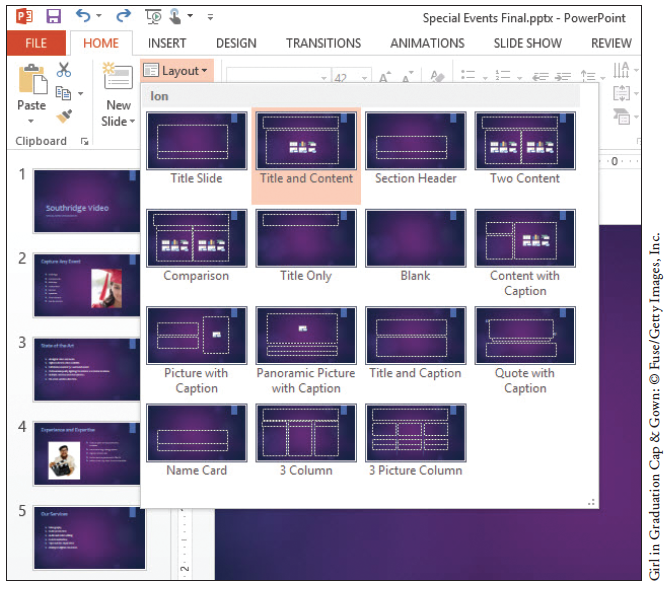 Special Events Final.pptx - PowerPoint
FILE HOME INSERT DESIGN TRANSITIONS ANIMATIONS SLIDE SHOW REVIEW
Paste
Clipboard
New
Slide
Layout
42
Ion
Title Slide
Title and Content
Section Header
Two Content
Comparison
Title Only
Blank
Content with
Caption
Picture with
Caption
Panoramic Picture
with Caption
Title and Caption
Quote with
Caption
Name Card
3 Column
3 Picture Column
1
Southridge Video
2
Capture Any Event
3
State of the Art
4
Experience and Expertise
5
Our Services
0
2
Girl in Graduation Cap & Gown: © Fuse/Getty Images, Inc.